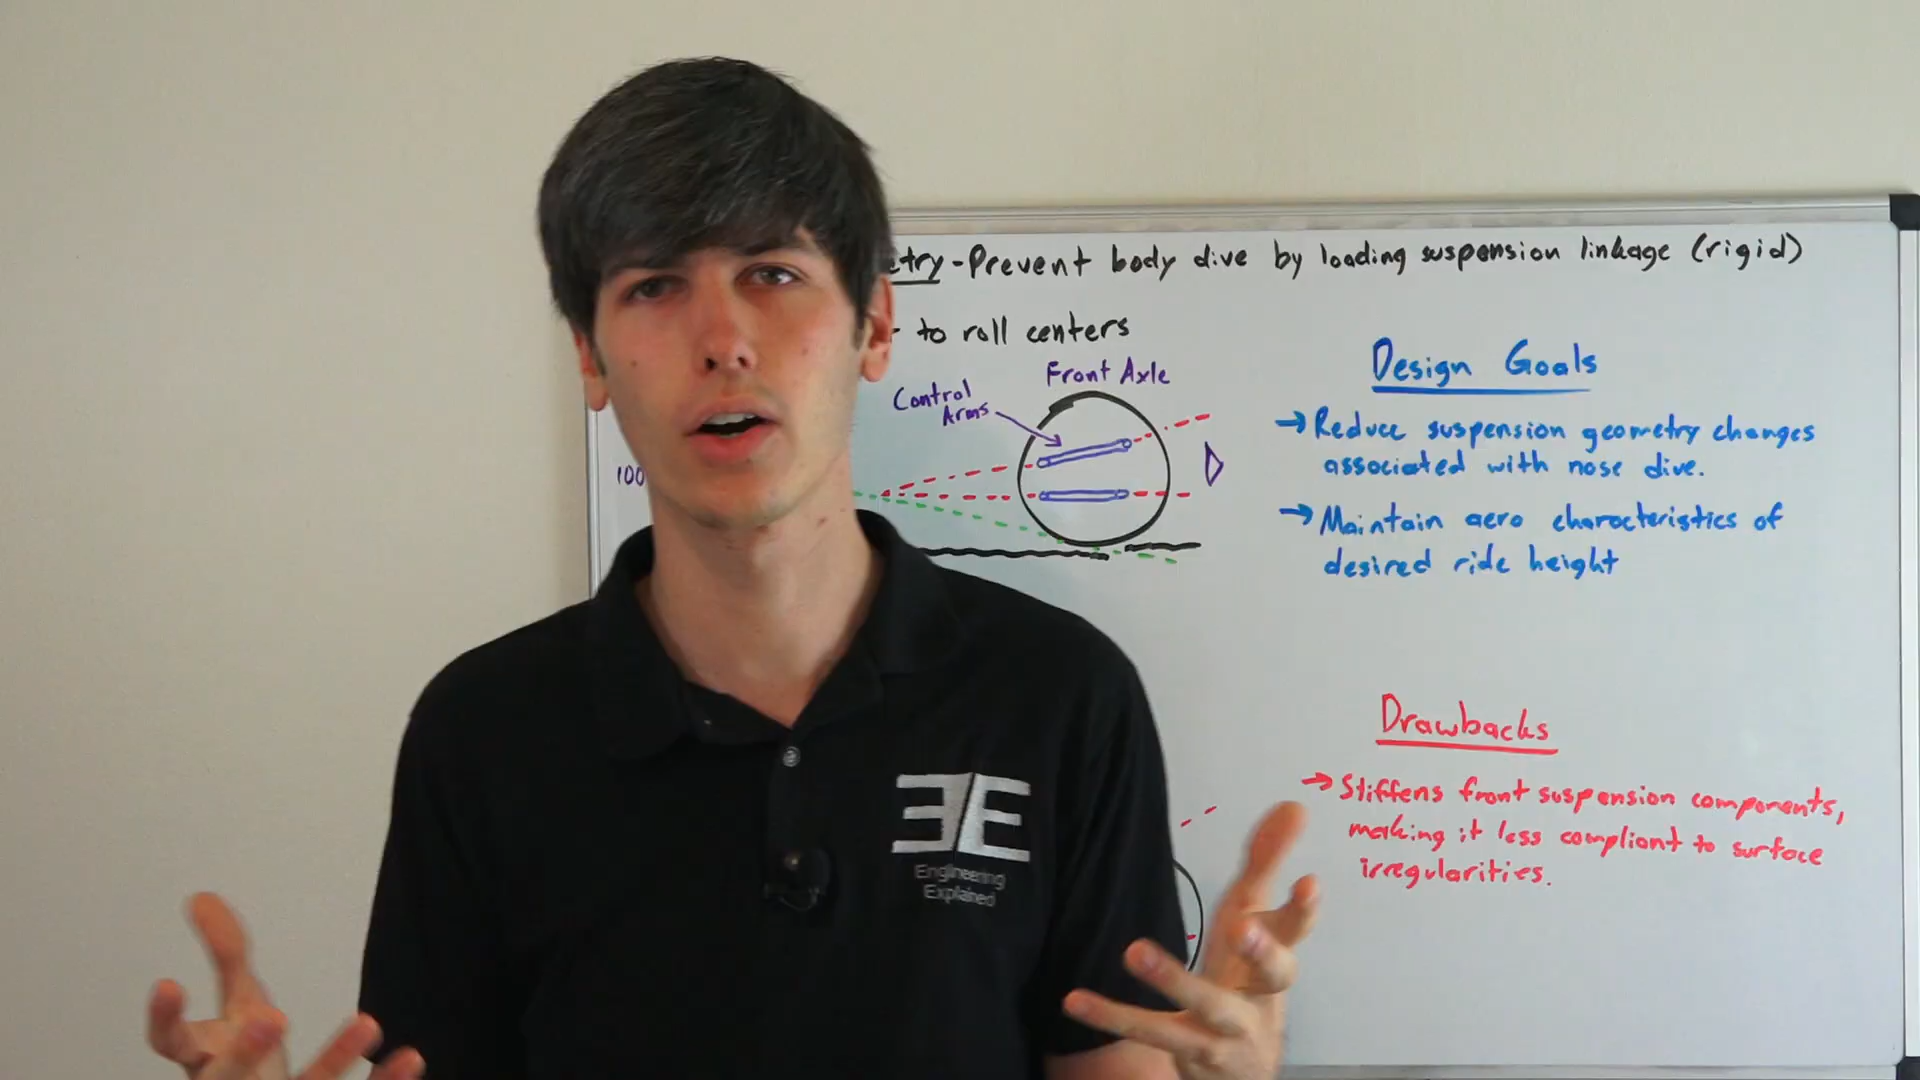 etry - Prevent body dive by loading suspension linkage (rigid)
to roll centers
Front Axle
Control
Arms
100
Design Goals
→ Reduce suspension geometry changes
associated with nose dive.
→ Maintain aero characteristics of
desired ride height
Drawbacks
→ Stiffens front suspension components,
making it less compliant to surface
irregularities.
EE
Engineering
Explained